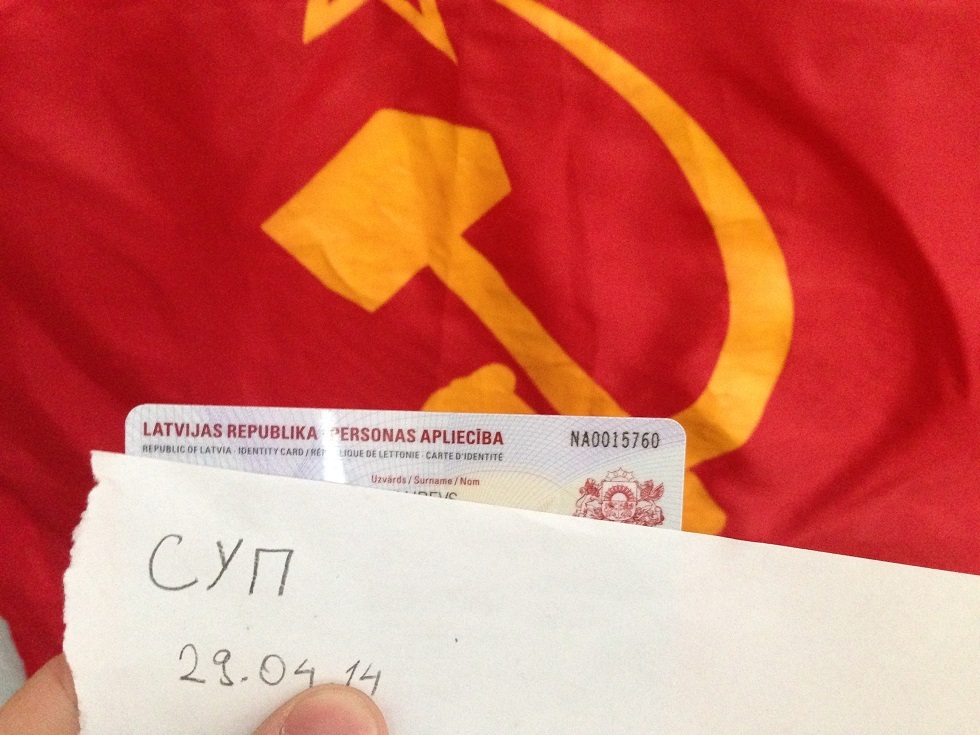 LATVIJAS REPUBLIKA · PERSONAS APLIECĪBA
NA0015760
REPUBLIC OF LATVIA · IDENTITY CARD / RÉPUBLIQUE DE LETTONIE · CARTE D'IDENTITÉ
Uzvārds / Surname / Nom
СУП
29.04.14